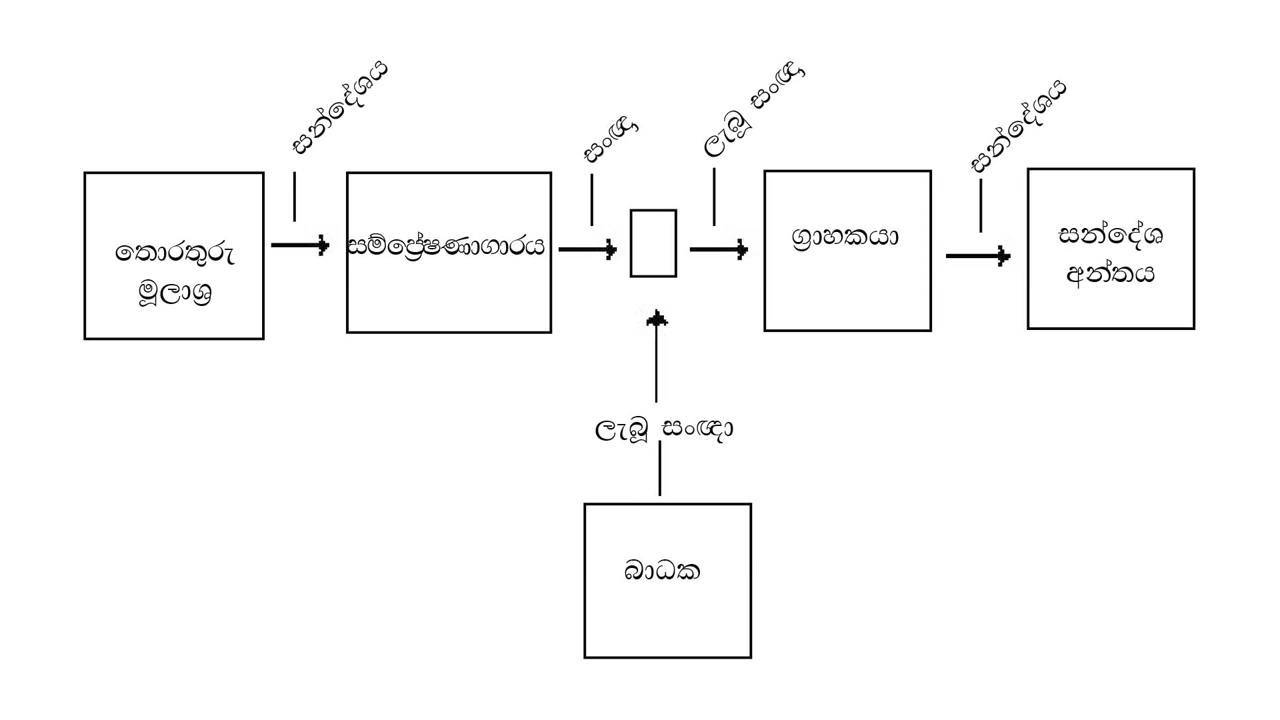 සන්දේශය
සංඥා
ලැබූ සංඥා
සන්දේශය
තොරතුරු
මූලාශ්‍ර
සම්ප්‍රේෂණාගාරය
ග්‍රාහකයා
සන්දේශ
අන්තය
ලැබූ සංඥා
බාධක